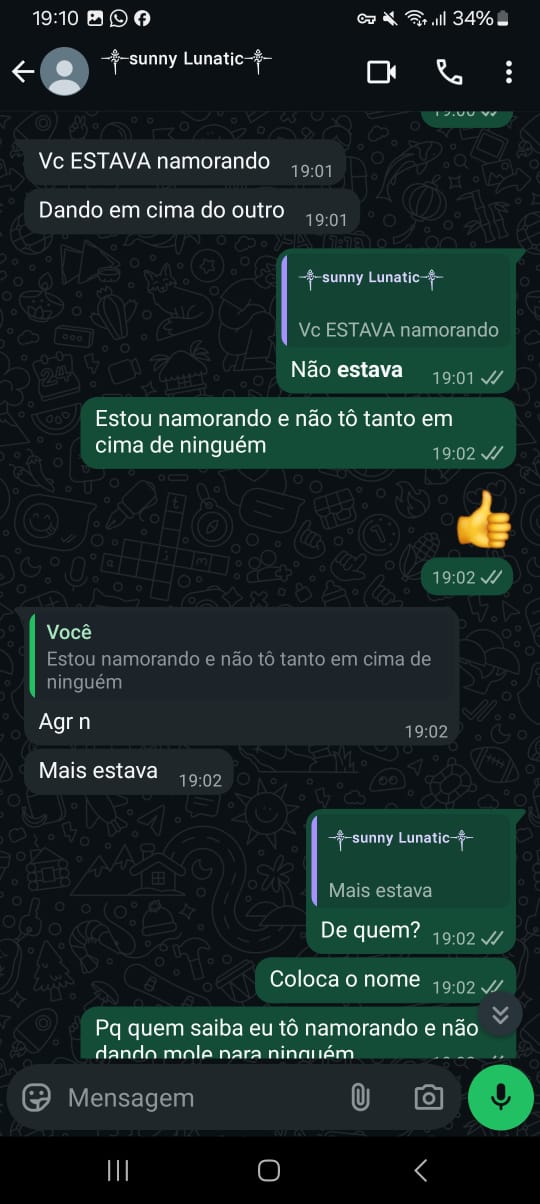 19:10
34%
sunny Lunatic
19:00
Vc ESTAVA namorando 19:01
Dando em cima do outro 19:01
sunny Lunatic
Vc ESTAVA namorando
Não estava 19:01
Estou namorando e não tô tanto em
cima de ninguém 19:02
19:02
Você
Estou namorando e não tô tanto em cima de
ninguém
Agr n 19:02
Mais estava 19:02
sunny Lunatic
Mais estava
De quem? 19:02
Coloca o nome 19:02
Pq quem saiba eu tô namorando e não
dando mole para ninguém
Mensagem